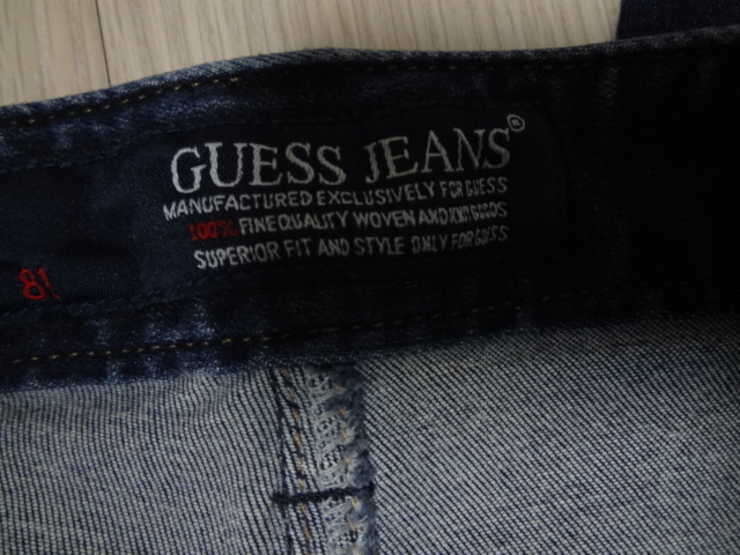 GUESS JEANS®
MANUFACTURED EXCLUSIVELY FOR GUESS
100% FINE QUALITY WOVEN AND KNIT GOODS
SUPERIOR FIT AND STYLE ONLY FOR GUESS
81